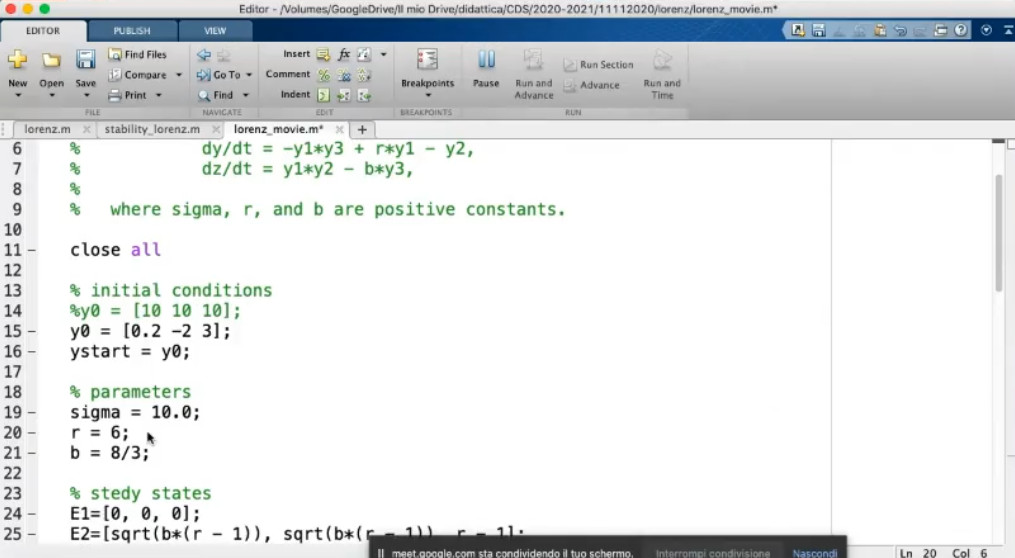 Editor - /Volumes/GoogleDrive/Il mio Drive/didattica/CDS/2020-2021/11112020/lorenz/lorenz_movie.m*
EDITOR PUBLISH VIEW
New Open Save
Find Files
Compare
Print
Go To
Find
Insert fx
Comment
Indent
Breakpoints
Pause
Run and Advance
Run Section
Advance
Run and Time
FILE NAVIGATE EDIT BREAKPOINTS RUN
lorenz.m × stability_lorenz.m × lorenz_movie.m* × +
6 % dy/dt = -y1*y3 + r*y1 - y2,
7 % dz/dt = y1*y2 - b*y3,
8 %
9 % where sigma, r, and b are positive constants.
10
11 - close all
12
13 % initial conditions
14 %y0 = [10 10 10];
15 - y0 = [0.2 -2 3];
16 - ystart = y0;
17
18 % parameters
19 - sigma = 10.0;
20 - r = 6;
21 - b = 8/3;
22
23 % stedy states
24 - E1=[0, 0, 0];
25 - E2=[sqrt(b*(r - 1)), sqrt(b*(r - 1)), r - 1];
meet.google.com sta condividendo il tuo schermo. Interrompi condivisione Nascondi
Ln 20 Col 6